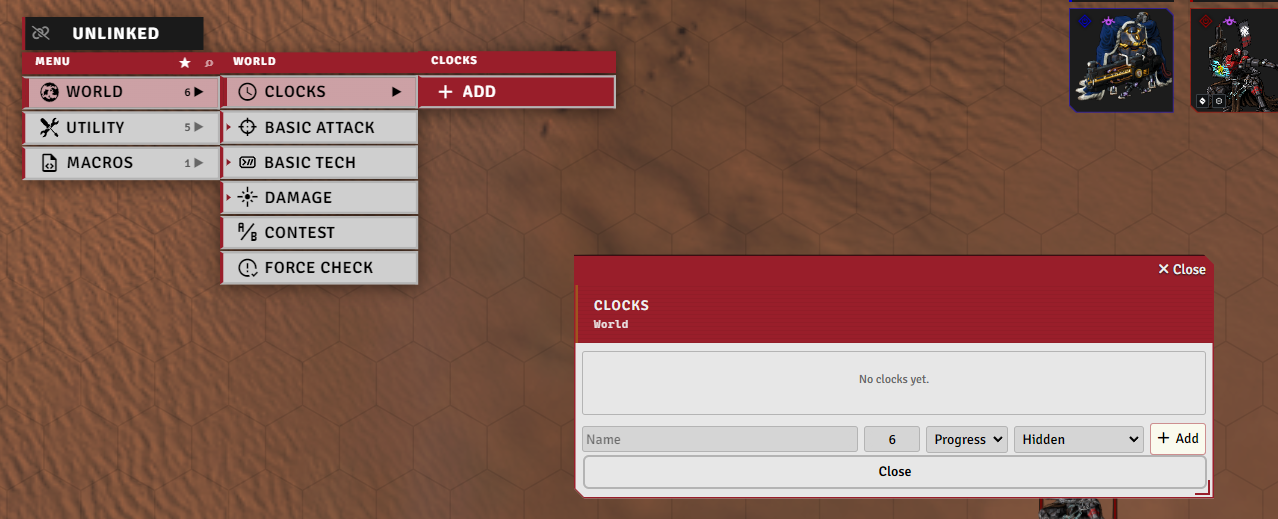 UNLINKED
MENU WORLD CLOCKS
WORLD 6 CLOCKS + ADD
UTILITY 5 BASIC ATTACK
MACROS 1 BASIC TECH
DAMAGE
A/B CONTEST
FORCE CHECK
✕ Close
CLOCKS
World
No clocks yet.
Name 6 Progress Hidden + Add
Close